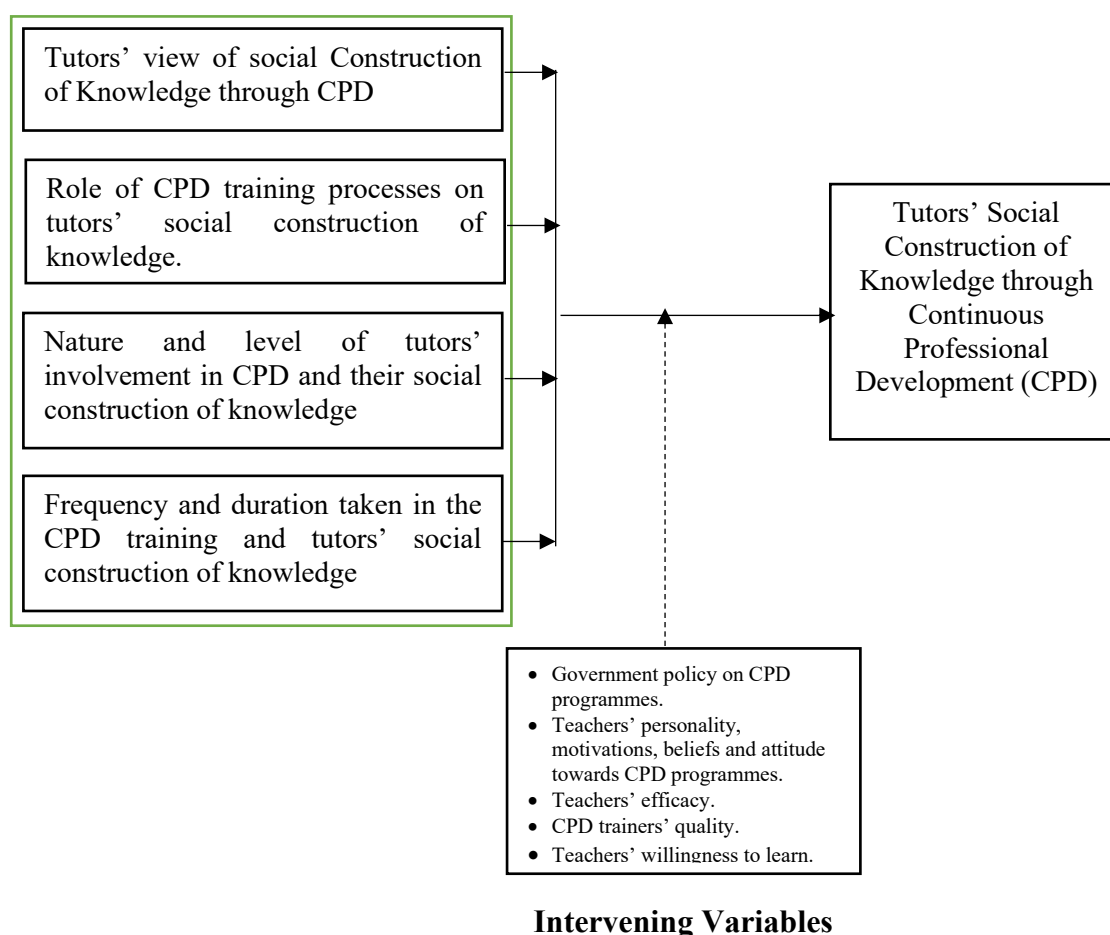 Tutors’ view of social Construction
of Knowledge through CPD
Role of CPD training processes on
tutors’ social construction of
knowledge.
Nature and level of tutors’
involvement in CPD and their social
construction of knowledge
Frequency and duration taken in the
CPD training and tutors’ social
construction of knowledge
Tutors’ Social
Construction of
Knowledge through
Continuous
Professional
Development (CPD)
• Government policy on CPD
programmes.
• Teachers’ personality,
motivations, beliefs and attitude
towards CPD programmes.
• Teachers’ efficacy.
• CPD trainers’ quality.
• Teachers’ willingness to learn.
Intervening Variables